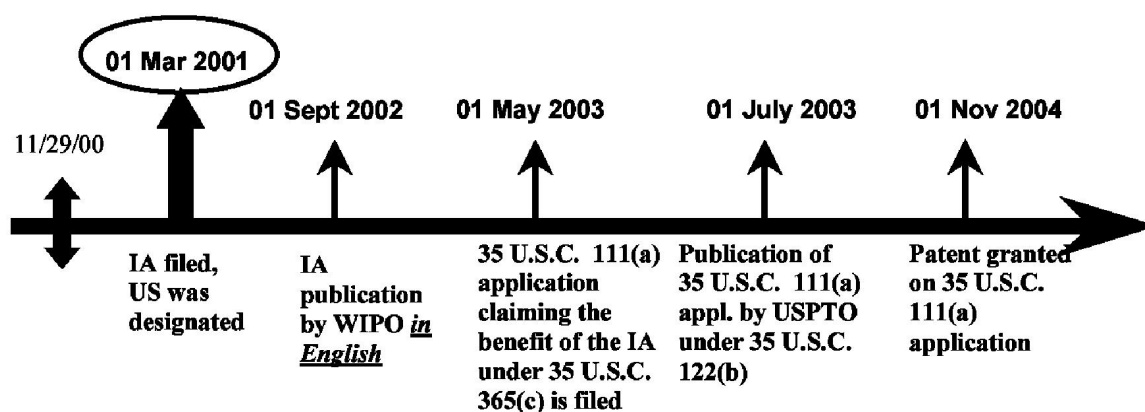 01 Mar 2001
01 Sept 2002
01 May 2003
01 July 2003
01 Nov 2004
11/29/00
IA filed,
US was
designated
IA
publication
by WIPO in
English
35 U.S.C. 111(a)
application
claiming the
benefit of the IA
under 35 U.S.C.
365(c) is filed
Publication of
35 U.S.C. 111(a)
appl. by USPTO
under 35 U.S.C.
122(b)
Patent granted
on 35 U.S.C.
111(a)
application